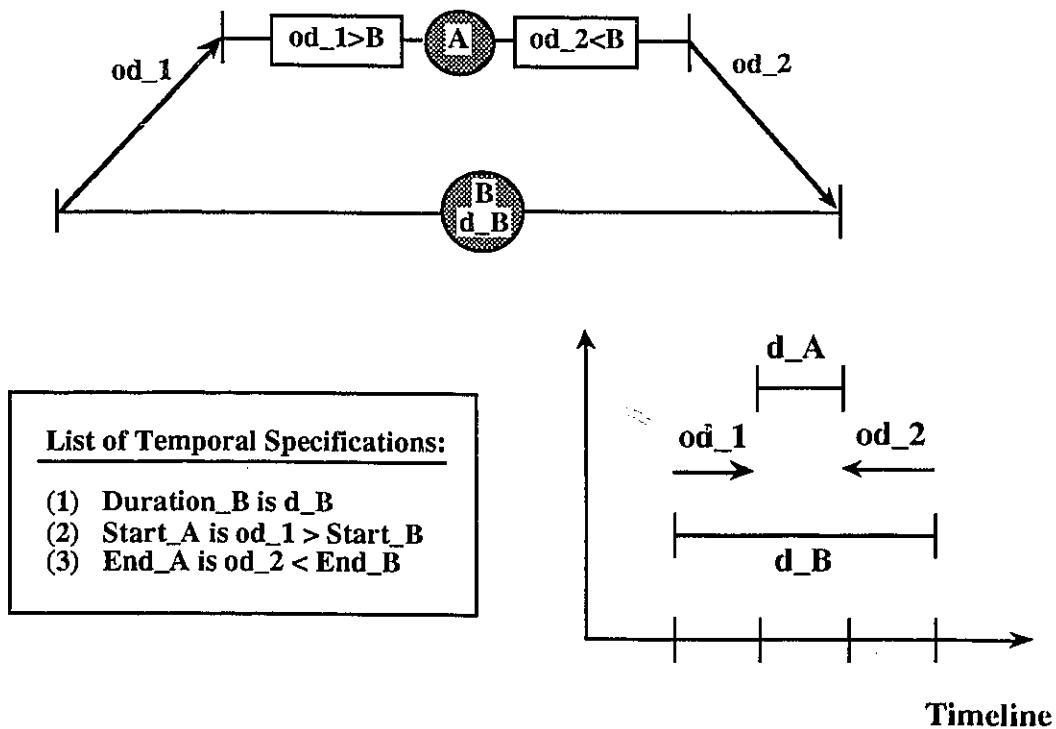 od_1>B
A
od_2<B
od_1
od_2
B
d_B
List of Temporal Specifications:
(1) Duration_B is d_B
(2) Start_A is od_1 > Start_B
(3) End_A is od_2 < End_B
d_A
od_1
od_2
d_B
Timeline